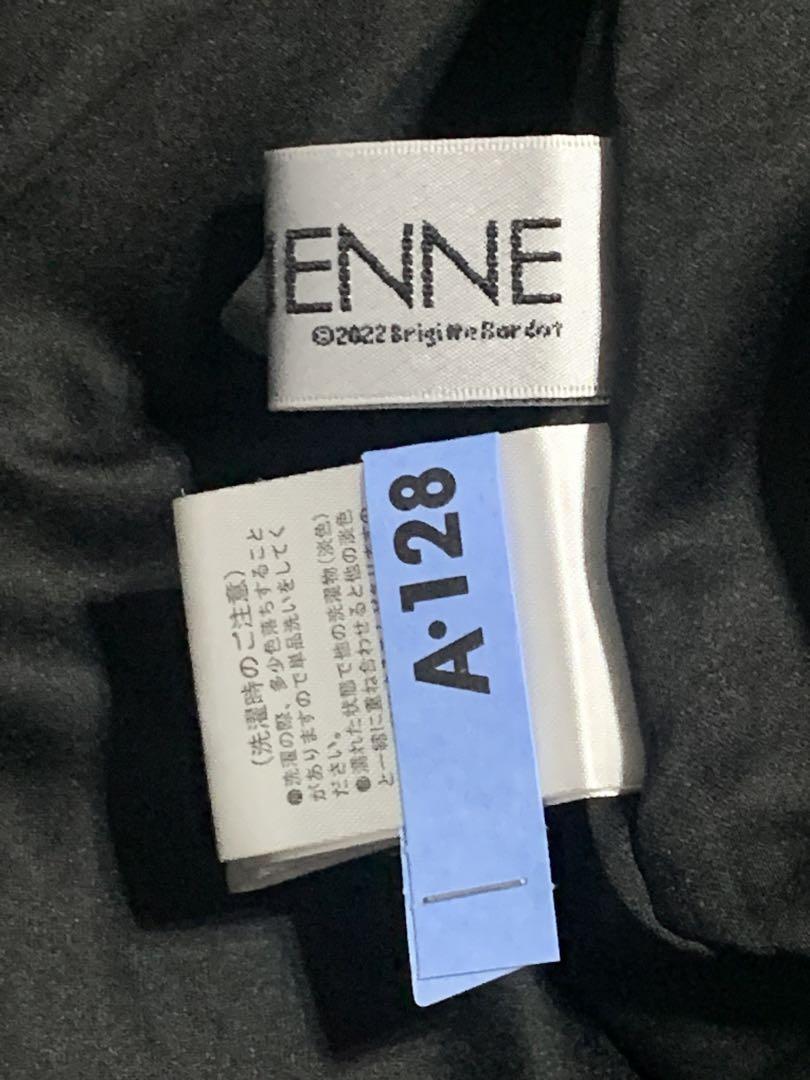 ENNE
©2022 Brigitte Bardot
(洗濯時のご注意)
●洗濯の際、多少色落ちすること
がありますので単品洗いをしてく
ださい。
●濡れた状態で他の洗濯物(淡色)
と一緒に重ね合わせると他の淡色
A・128